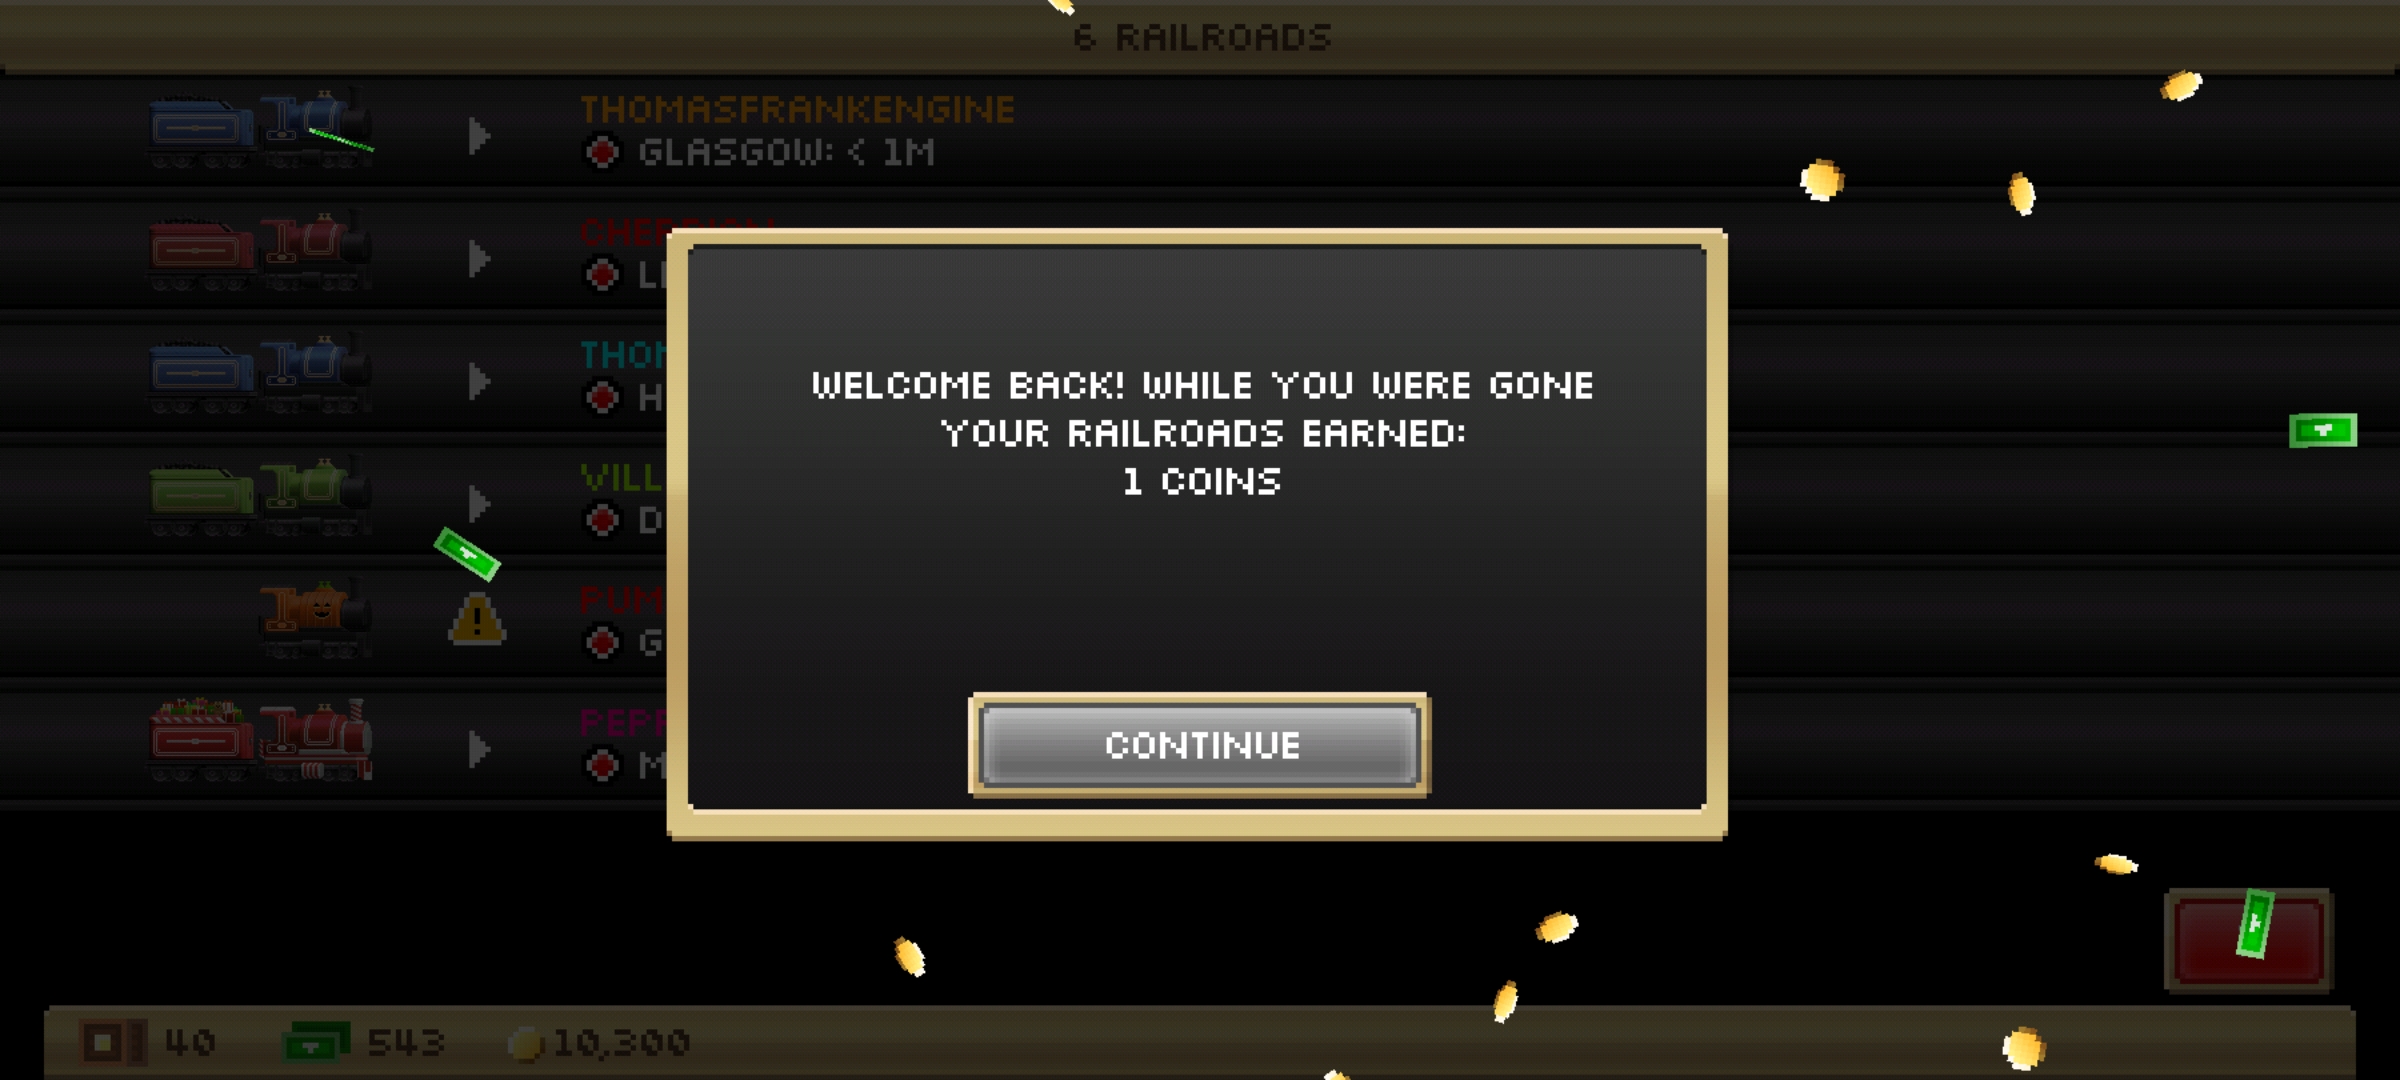 6 RAILROADS
THOMASFRANKENGINE
GLASGOW: < 1M
WELCOME BACK! WHILE YOU WERE GONE
YOUR RAILROADS EARNED:
1 COINS
CONTINUE
40 543 10,300